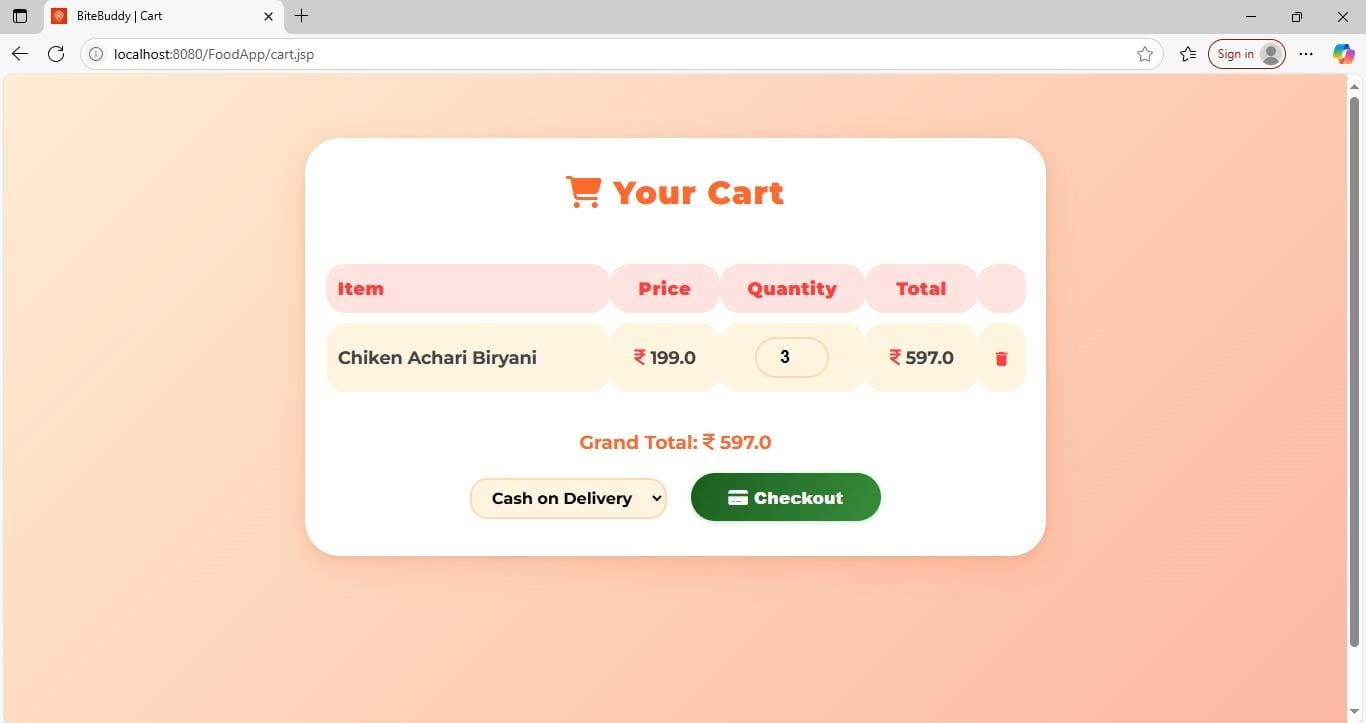 BiteBuddy | Cart
localhost:8080/FoodApp/cart.jsp
Sign in
Your Cart
Item Price Quantity Total
Chiken Achari Biryani ₹ 199.0 3 ₹ 597.0
Grand Total: ₹ 597.0
Cash on Delivery Checkout